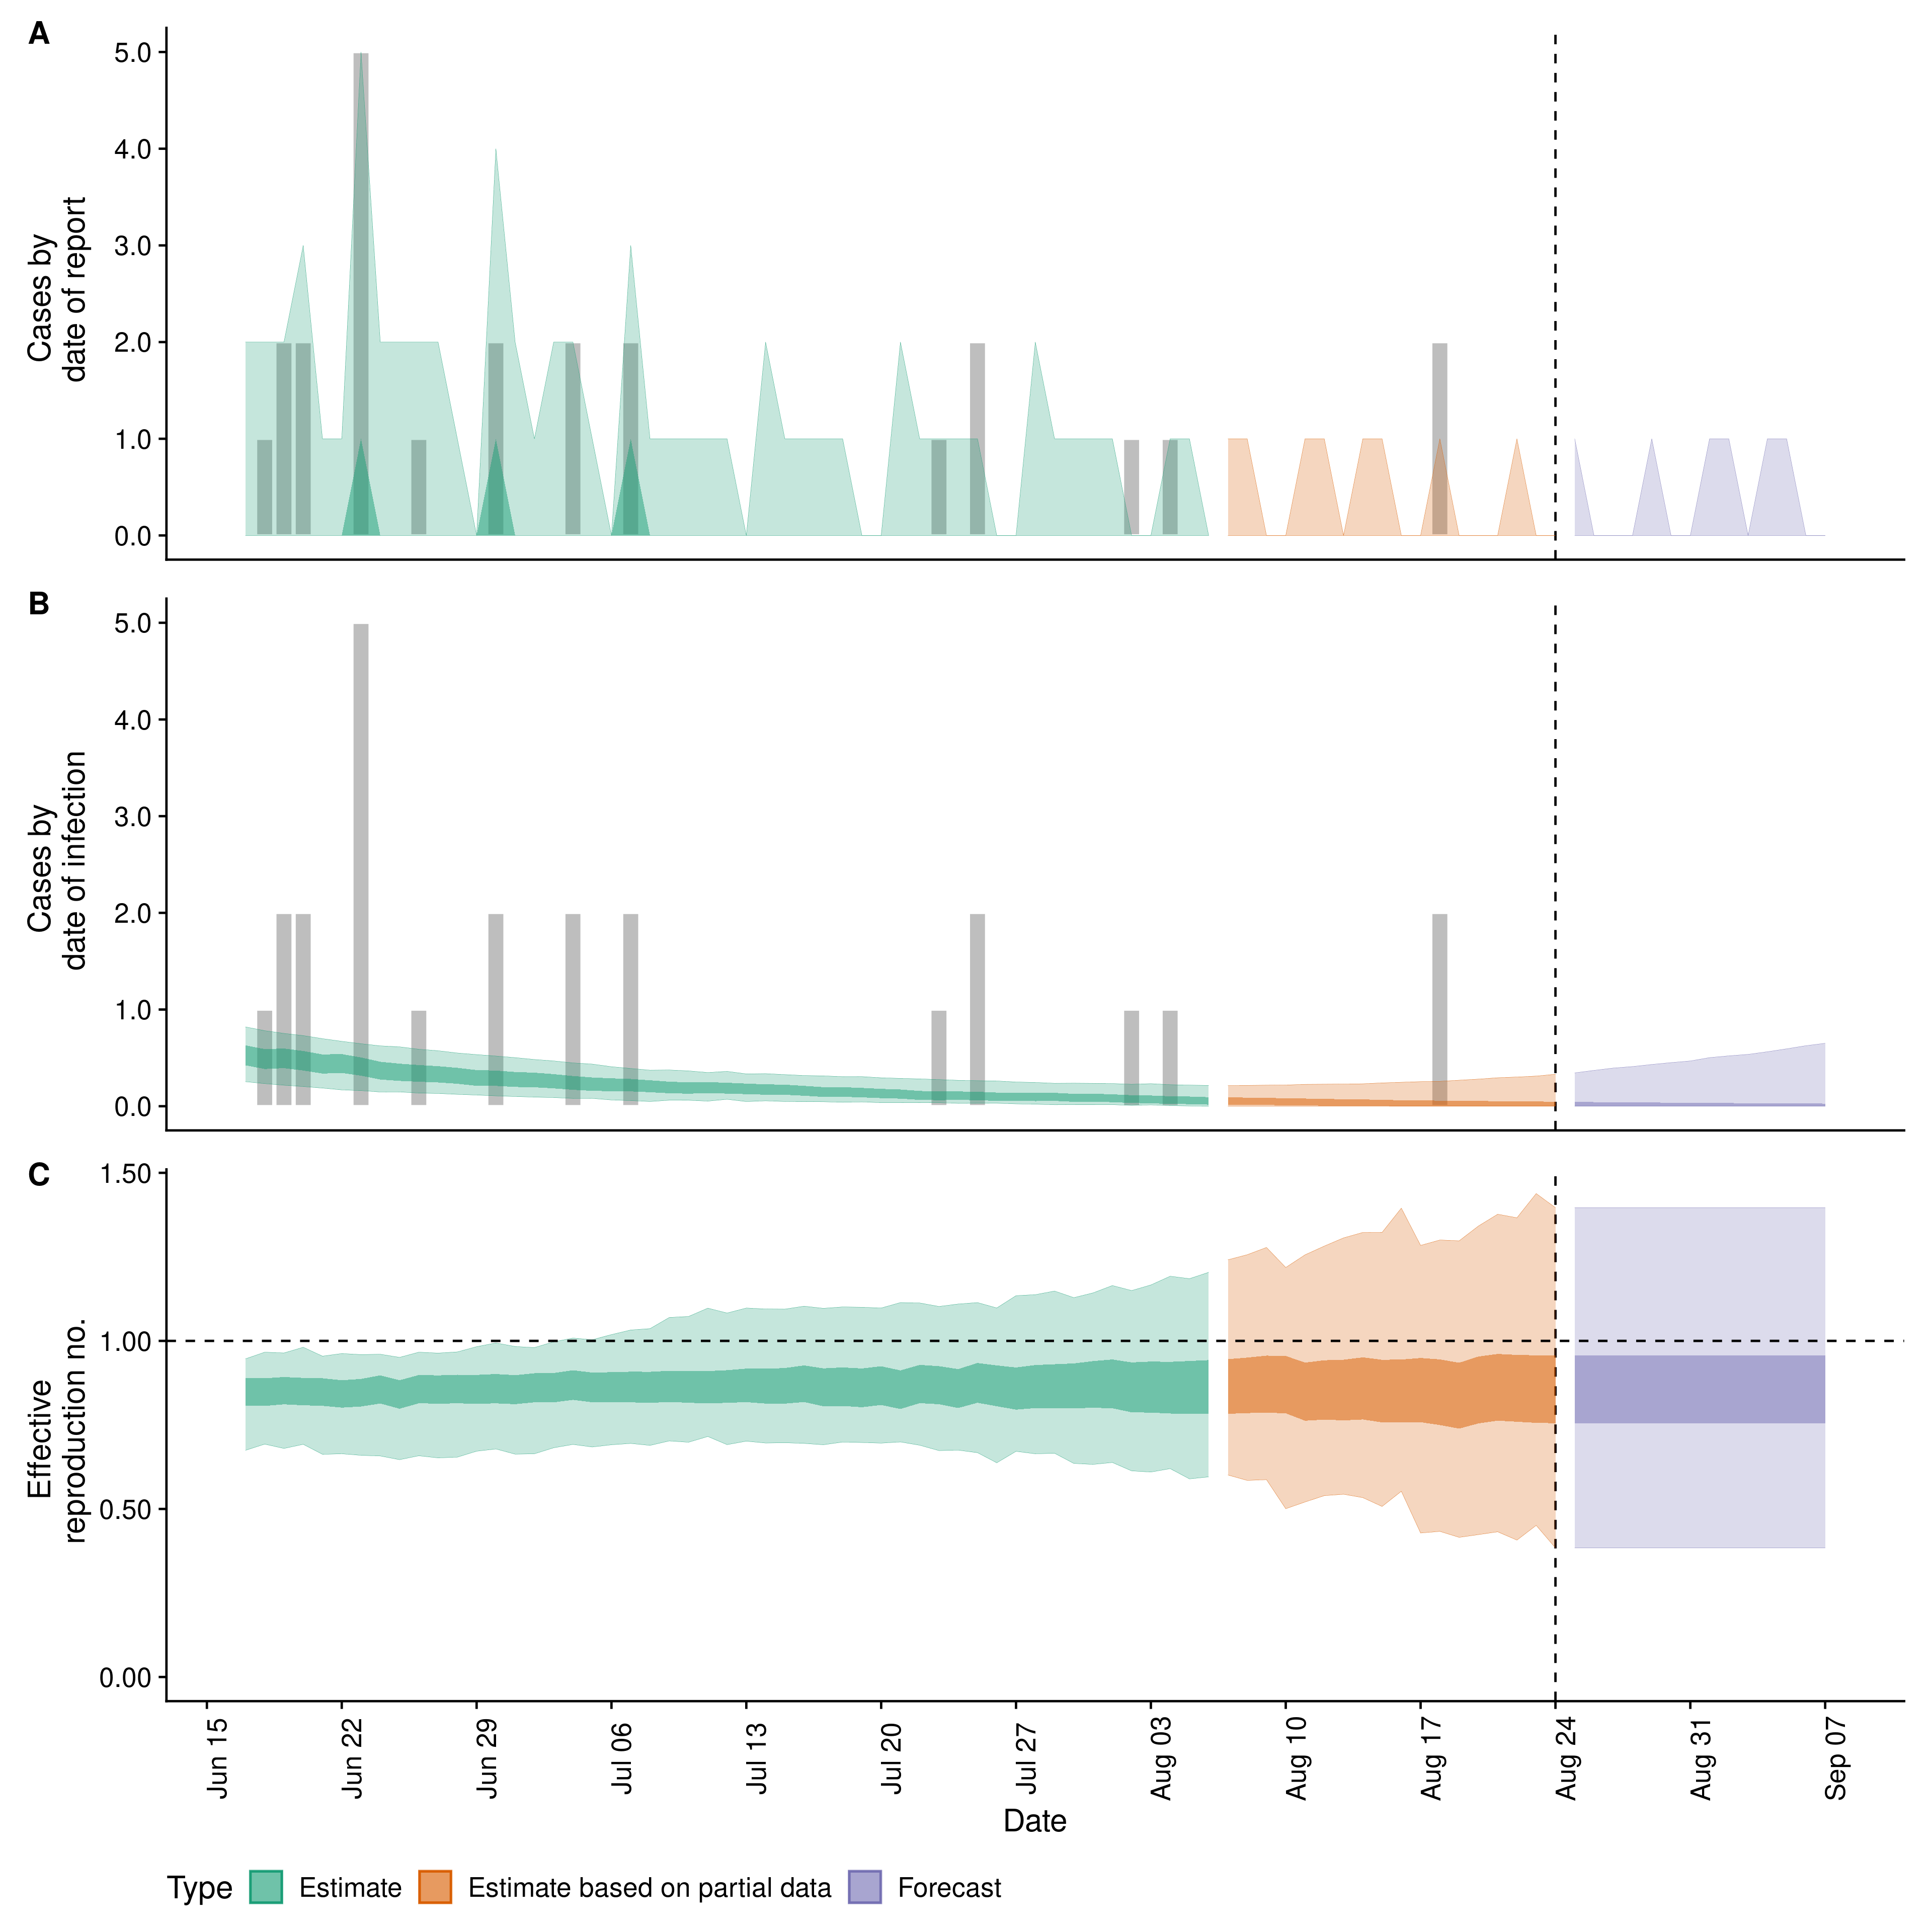 A
Cases by
date of report
5.0
4.0
3.0
2.0
1.0
0.0
B
Cases by
date of infection
5.0
4.0
3.0
2.0
1.0
0.0
C
Effective
reproduction no.
1.50
1.00
0.50
0.00
Jun 15
Jun 22
Jun 29
Jul 06
Jul 13
Jul 20
Jul 27
Aug 03
Aug 10
Aug 17
Aug 24
Aug 31
Sep 07
Date
Type Estimate Estimate based on partial data Forecast